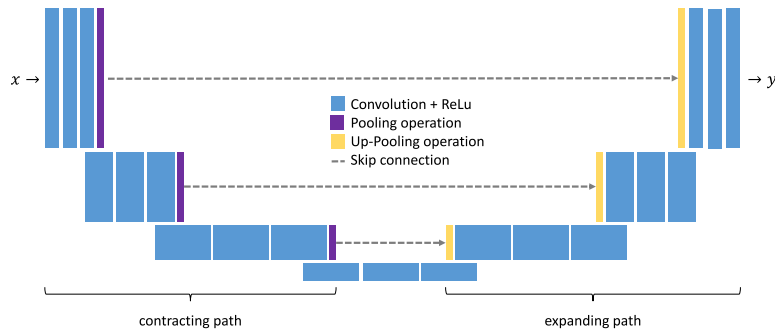 x → → y
Convolution + ReLu
Pooling operation
Up-Pooling operation
Skip connection
contracting path expanding path